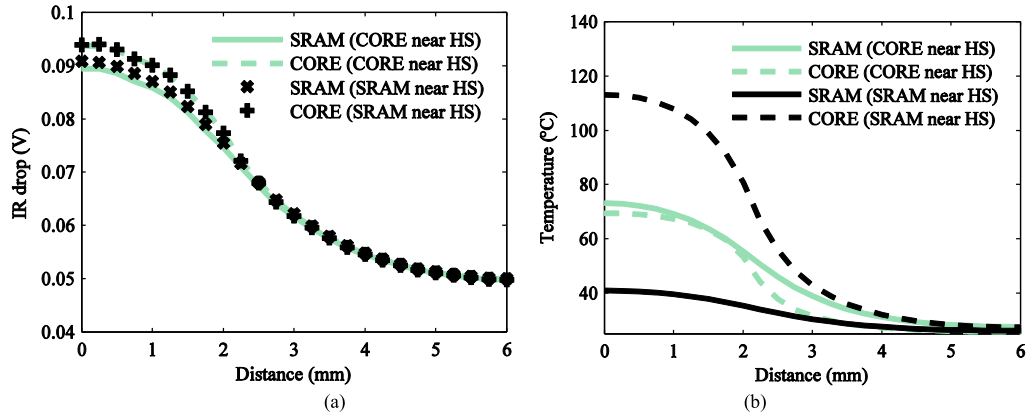 0.1
0.09
0.08
0.07
0.06
0.05
0.04
IR drop (V)
SRAM (CORE near HS)
CORE (CORE near HS)
SRAM (SRAM near HS)
CORE (SRAM near HS)
0 1 2 3 4 5 6
Distance (mm)
(a)
140
120
100
80
60
40
Temperature (°C)
SRAM (CORE near HS)
CORE (CORE near HS)
SRAM (SRAM near HS)
CORE (SRAM near HS)
0 1 2 3 4 5 6
Distance (mm)
(b)